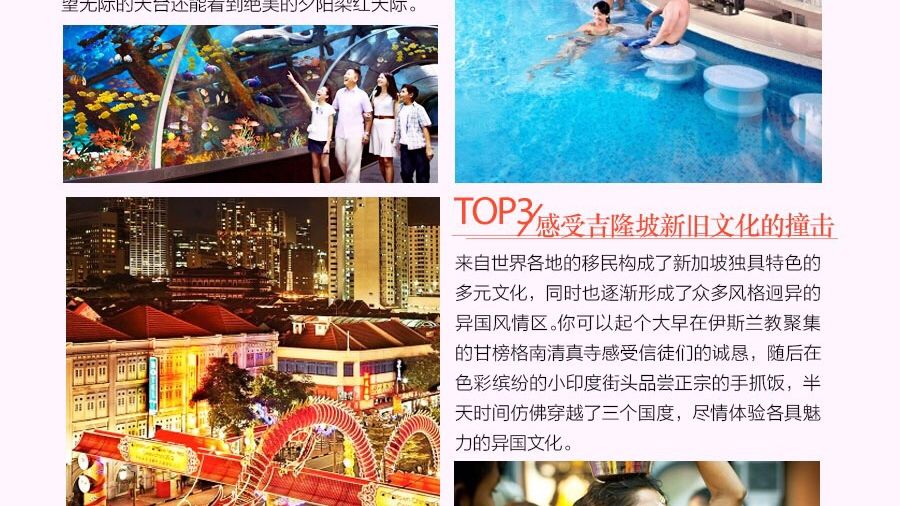 望无际的天台还能看到绝美的夕阳染红天际。
TOP3/感受吉隆坡新旧文化的撞击
来自世界各地的移民构成了新加坡独具特色的
多元文化，同时也逐渐形成了众多风格迥异的
异国风情区。你可以起个大早在伊斯兰教聚集
的甘榜格南清真寺感受信徒们的诚恳，随后在
色彩缤纷的小印度街头品尝正宗的手抓饭，半
天时间仿佛穿越了三个国度，尽情体验各具魅
力的异国文化。